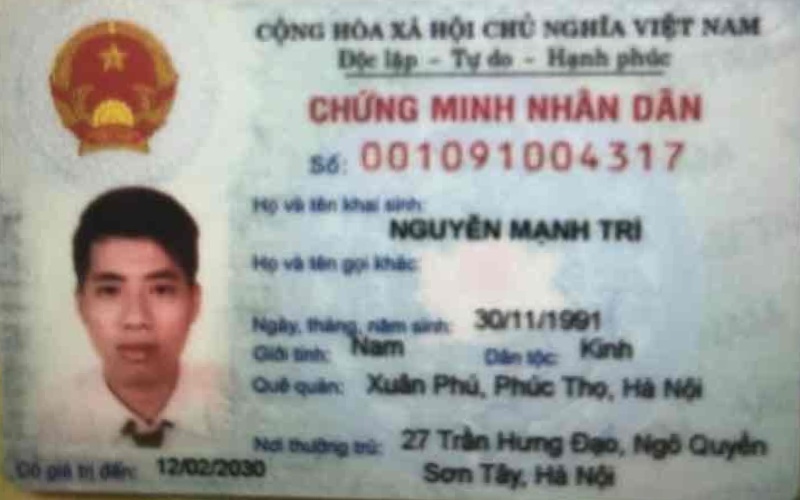 CỘNG HÒA XÃ HỘI CHỦ NGHĨA VIỆT NAM
Độc lập - Tự do - Hạnh phúc
CHỨNG MINH NHÂN DÂN
Số: 001091004317
Họ và tên khai sinh:
NGUYỄN MẠNH TRÍ
Họ và tên gọi khác:
Ngày, tháng, năm sinh: 30/11/1991
Giới tính: Nam Dân tộc: Kinh
Quê quán: Xuân Phú, Phúc Thọ, Hà Nội
Nơi thường trú: 27 Trần Hưng Đạo, Ngô Quyền
Sơn Tây, Hà Nội
Có giá trị đến: 12/02/2030